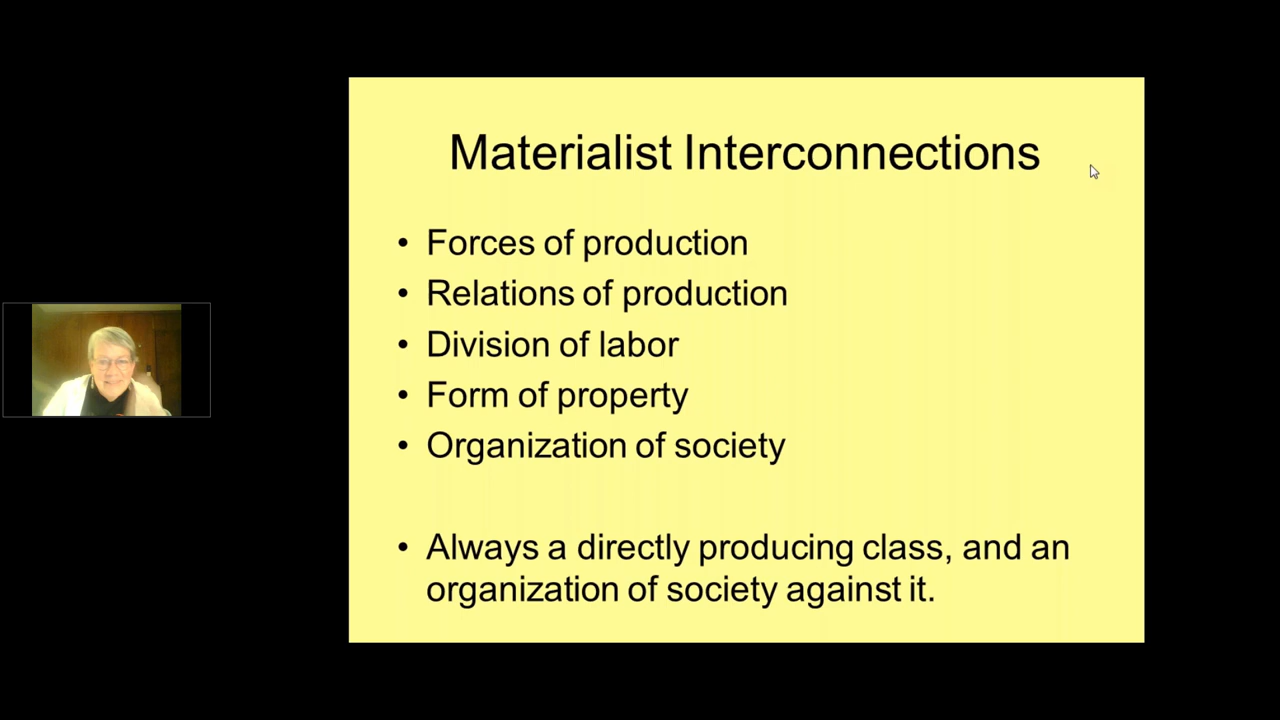 Materialist Interconnections
• Forces of production
• Relations of production
• Division of labor
• Form of property
• Organization of society
• Always a directly producing class, and an
organization of society against it.